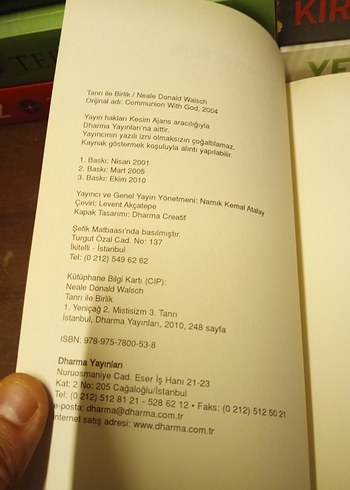 Tanrı ile Birlik / Neale Donald Walsch
Orijinal adı: Communion With God, 2004
Yayın hakları Kesim Ajans aracılığıyla
Dharma Yayınları'na aittir.
Yayıncının yazılı izni olmaksızın çoğaltılamaz.
Kaynak göstermek koşuluyla alıntı yapılabilir.
1. Baskı: Nisan 2001
2. Baskı: Mart 2005
3. Baskı: Ekim 2010
Yayıncı ve Genel Yayın Yönetmeni: Namık Kemal Atalay
Çeviri: Levent Akçatepe
Kapak Tasarımı: Dharma Creatif
Şefik Matbaası'nda basılmıştır.
Turgut Özal Cad. No: 137
İkitelli - İstanbul
Tel: (0 212) 549 62 62
Kütüphane Bilgi Kartı (CIP):
Neale Donald Walsch
Tanrı ile Birlik
1. Yeniçağ 2. Mistisizm 3. Tanrı
İstanbul, Dharma Yayınları, 2010, 248 sayfa
ISBN: 978-975-7800-53-8
Dharma Yayınları
Nuruosmaniye Cad. Eser İş Hanı 21-23
Kat: 2 No: 205 Cağaloğlu/İstanbul
Tel: (0 212) 512 81 21 - 528 62 12 • Faks: (0 212) 512 50 21
e-posta: dharma@dharma.com.tr
internet satış adresi: www.dharma.com.tr